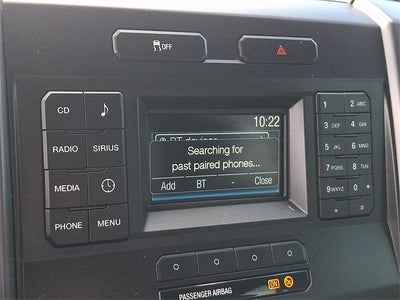 OFF
CD
RADIO SIRIUS
MEDIA
PHONE MENU
10:22
BT devices
Searching for
past paired phones...
Add BT - Close
1 2 ABC
3 DEF 4 GHI
5 JKL 6 MNO
7 PQRS 8 TUV
9 WXYZ 0 +
* #
PASSENGER AIRBAG ON